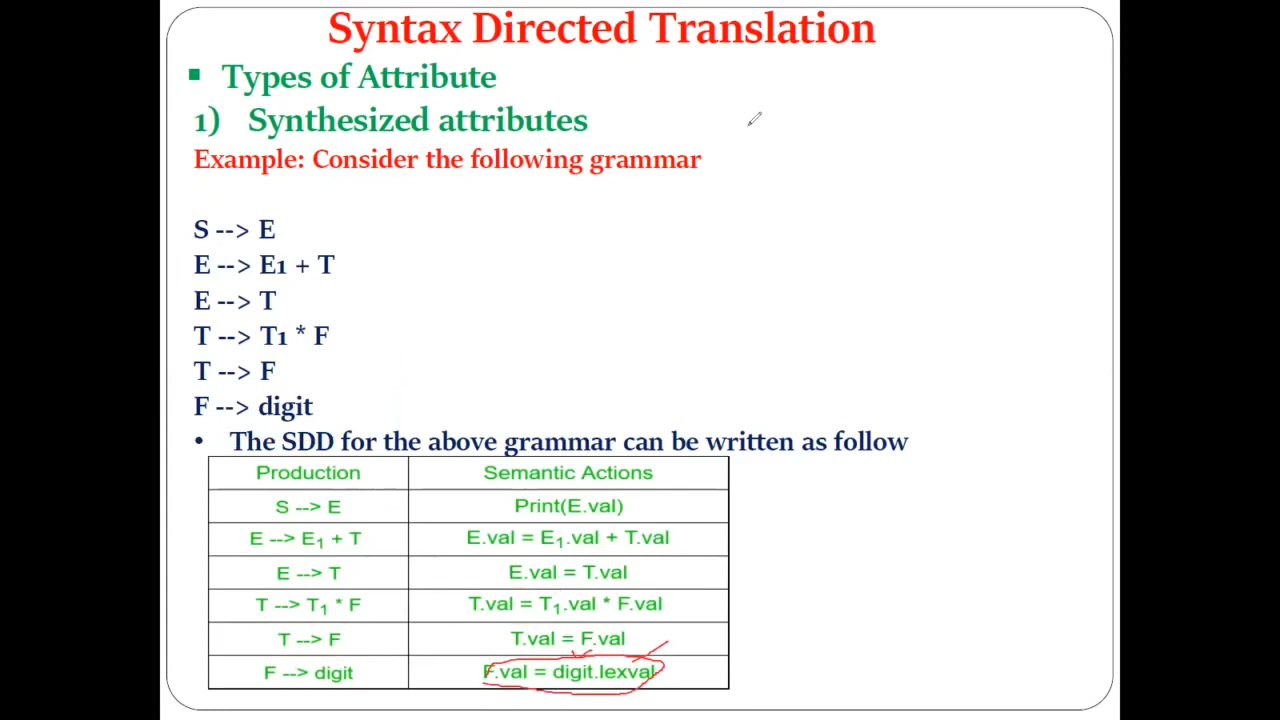 Syntax Directed Translation
▪ Types of Attribute
1) Synthesized attributes
Example: Consider the following grammar
S --> E
E --> E1 + T
E --> T
T --> T1 * F
T --> F
F --> digit
• The SDD for the above grammar can be written as follow
Production Semantic Actions
S --> E Print(E.val)
E --> E₁ + T E.val = E₁.val + T.val
E --> T E.val = T.val
T --> T₁ * F T.val = T₁.val * F.val
T --> F T.val = F.val
F --> digit F.val = digit.lexval